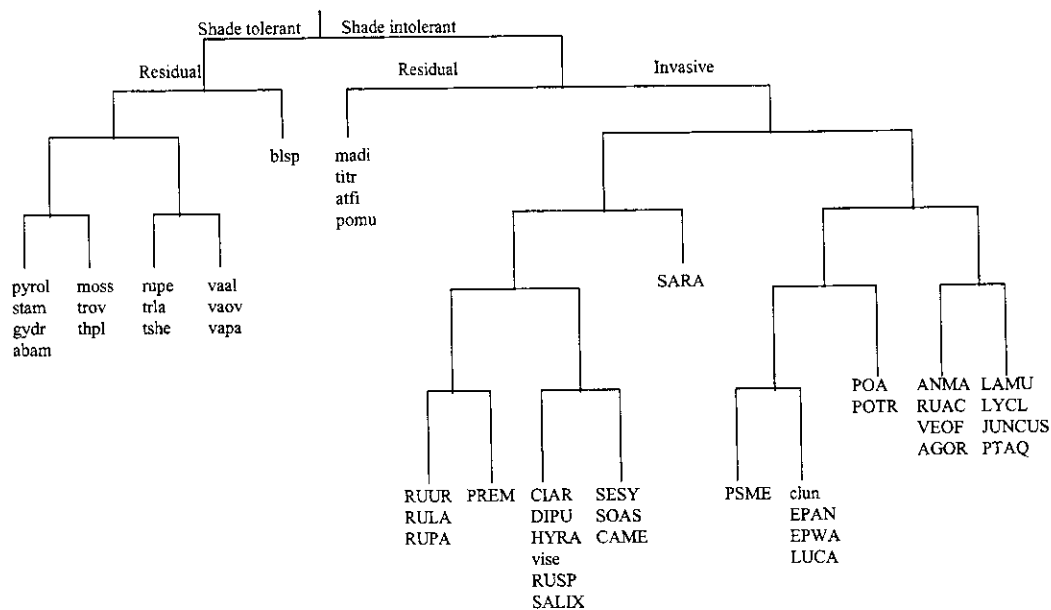 Shade tolerant Shade intolerant
Residual Residual Invasive
blsp
madi
titr
atfi
pomu
pyrol moss rupe vaal
stam trov trla vaov
gydr thpl tshe vapa
abam
SARA
POA ANMA LAMU
POTR RUAC LYCL
VEOF JUNCUS
AGOR PTAQ
RUUR PREM CIAR SESY PSME clun
RULA DIPU SOAS EPAN
RUPA HYRA CAME EPWA
vise LUCA
RUSP
SALIX